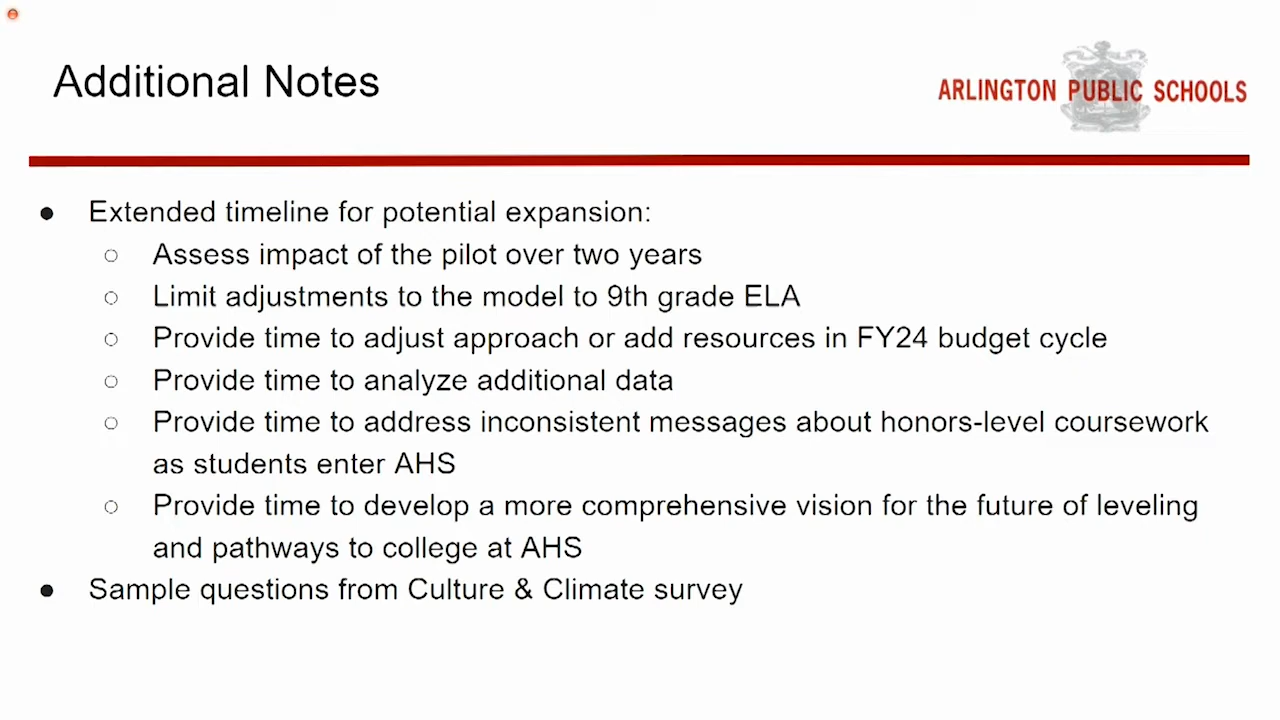 Additional Notes
ARLINGTON PUBLIC SCHOOLS
● Extended timeline for potential expansion:
○ Assess impact of the pilot over two years
○ Limit adjustments to the model to 9th grade ELA
○ Provide time to adjust approach or add resources in FY24 budget cycle
○ Provide time to analyze additional data
○ Provide time to address inconsistent messages about honors-level coursework
as students enter AHS
○ Provide time to develop a more comprehensive vision for the future of leveling
and pathways to college at AHS
● Sample questions from Culture & Climate survey